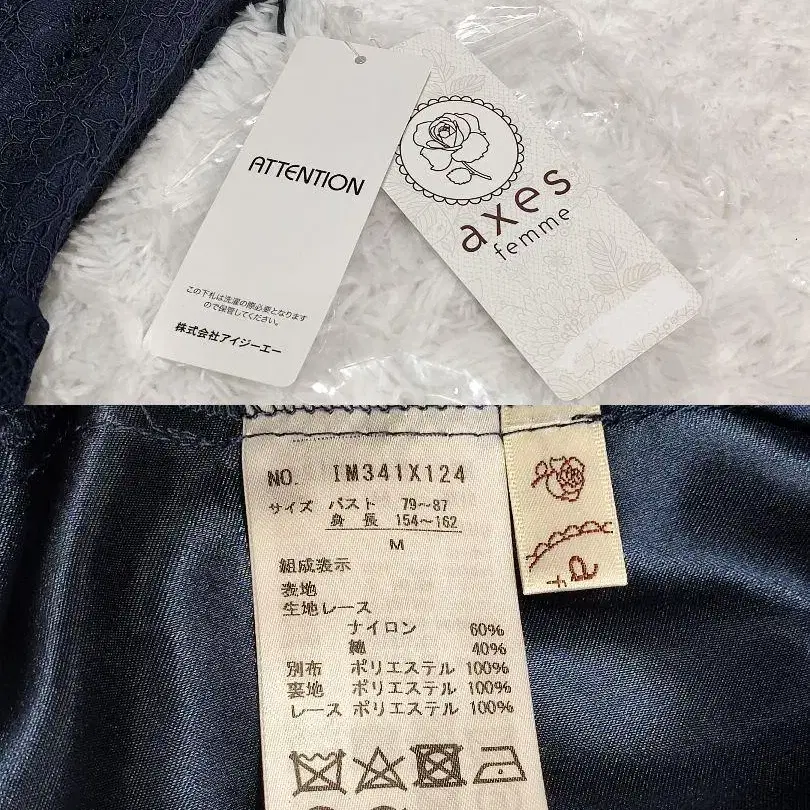 ATTENTION
この下札は洗濯の際必要となります
ので保管してください。
株式会社アイジーエー
axes
femme
NO IM341X124
サイズ バスト 79〜87
身長 154〜162
M
組成表示
表地
生地レース
ナイロン 60%
綿 40%
別布 ポリエステル 100%
裏地 ポリエステル 100%
レース ポリエステル 100%